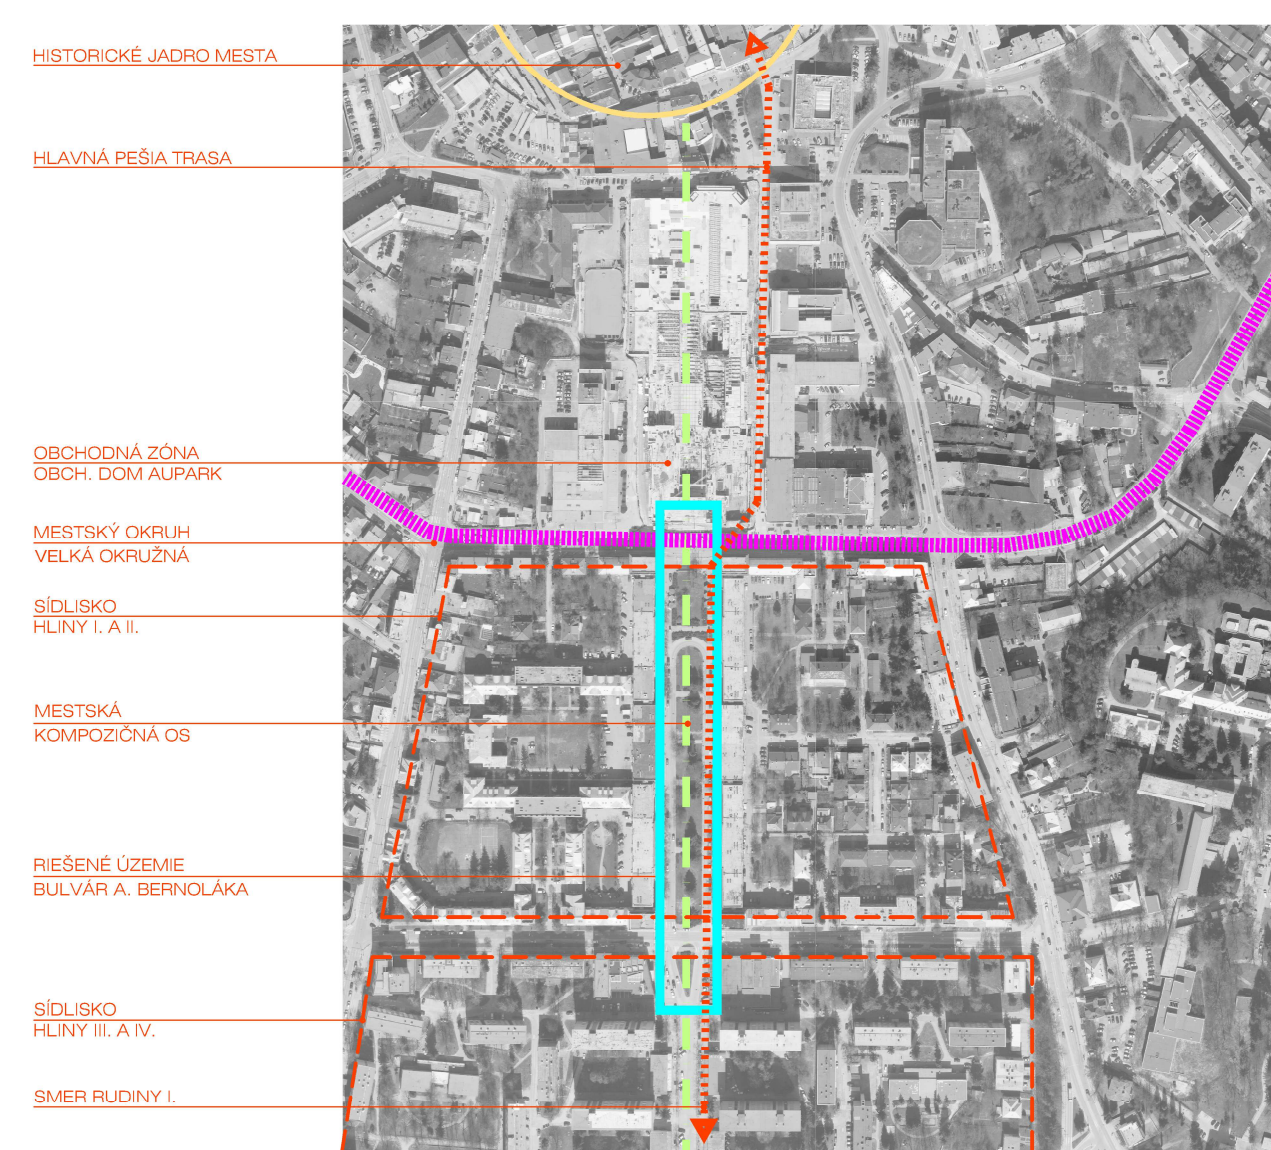 HISTORICKÉ JADRO MESTA
HLAVNÁ PEŠIA TRASA
OBCHODNÁ ZÓNA
OBCH. DOM AUPARK
MESTSKÝ OKRUH
VELKÁ OKRUŽNÁ
SÍDLISKO
HLINY I. A II.
MESTSKÁ
KOMPOZIČNÁ OS
RIEŠENÉ ÚZEMIE
BULVÁR A. BERNOLÁKA
SÍDLISKO
HLINY III. A IV.
SMER RUDINY I.